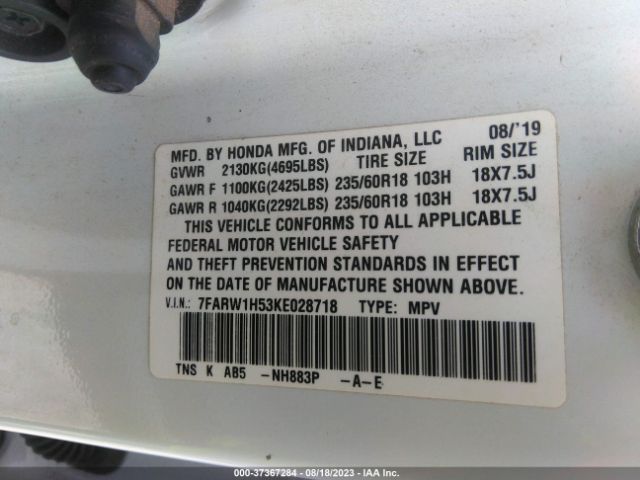 MFD. BY HONDA MFG. OF INDIANA, LLC 08/'19
GVWR 2130KG(4695LBS) TIRE SIZE RIM SIZE
GAWR F 1100KG(2425LBS) 235/60R18 103H 18X7.5J
GAWR R 1040KG(2292LBS) 235/60R18 103H 18X7.5J
THIS VEHICLE CONFORMS TO ALL APPLICABLE
FEDERAL MOTOR VEHICLE SAFETY
AND THEFT PREVENTION STANDARDS IN EFFECT
ON THE DATE OF MANUFACTURE SHOWN ABOVE.
V.I.N.: 7FARW1H53KE028718 TYPE: MPV
TNS K AB5 -NH883P -A-E
000-37367284 - 08/18/2023 - IAA Inc.